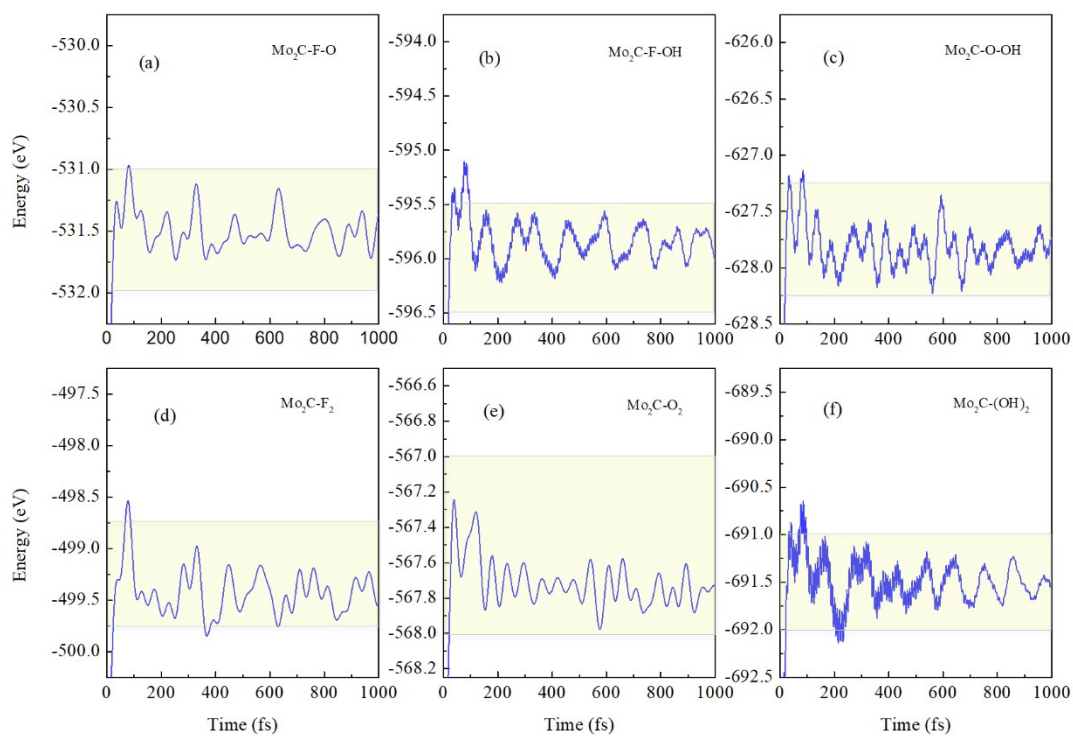 (a)
Mo₂C-F-O
-530.0
-530.5
-531.0
-531.5
-532.0
0 200 400 600 800 1000
Energy (eV)
(b)
Mo₂C-F-OH
-594.0
-594.5
-595.0
-595.5
-596.0
-596.5
0 200 400 600 800 1000
(c)
Mo₂C-O-OH
-626.0
-626.5
-627.0
-627.5
-628.0
-628.5
0 200 400 600 800 1000
(d)
Mo₂C-F₂
-497.5
-498.0
-498.5
-499.0
-499.5
-500.0
0 200 400 600 800 1000
Energy (eV)
Time (fs)
(e)
Mo₂C-O₂
-566.6
-566.8
-567.0
-567.2
-567.4
-567.6
-567.8
-568.0
-568.2
0 200 400 600 800 1000
Time (fs)
(f)
Mo₂C-(OH)₂
-689.5
-690.0
-690.5
-691.0
-691.5
-692.0
-692.5
0 200 400 600 800 1000
Time (fs)